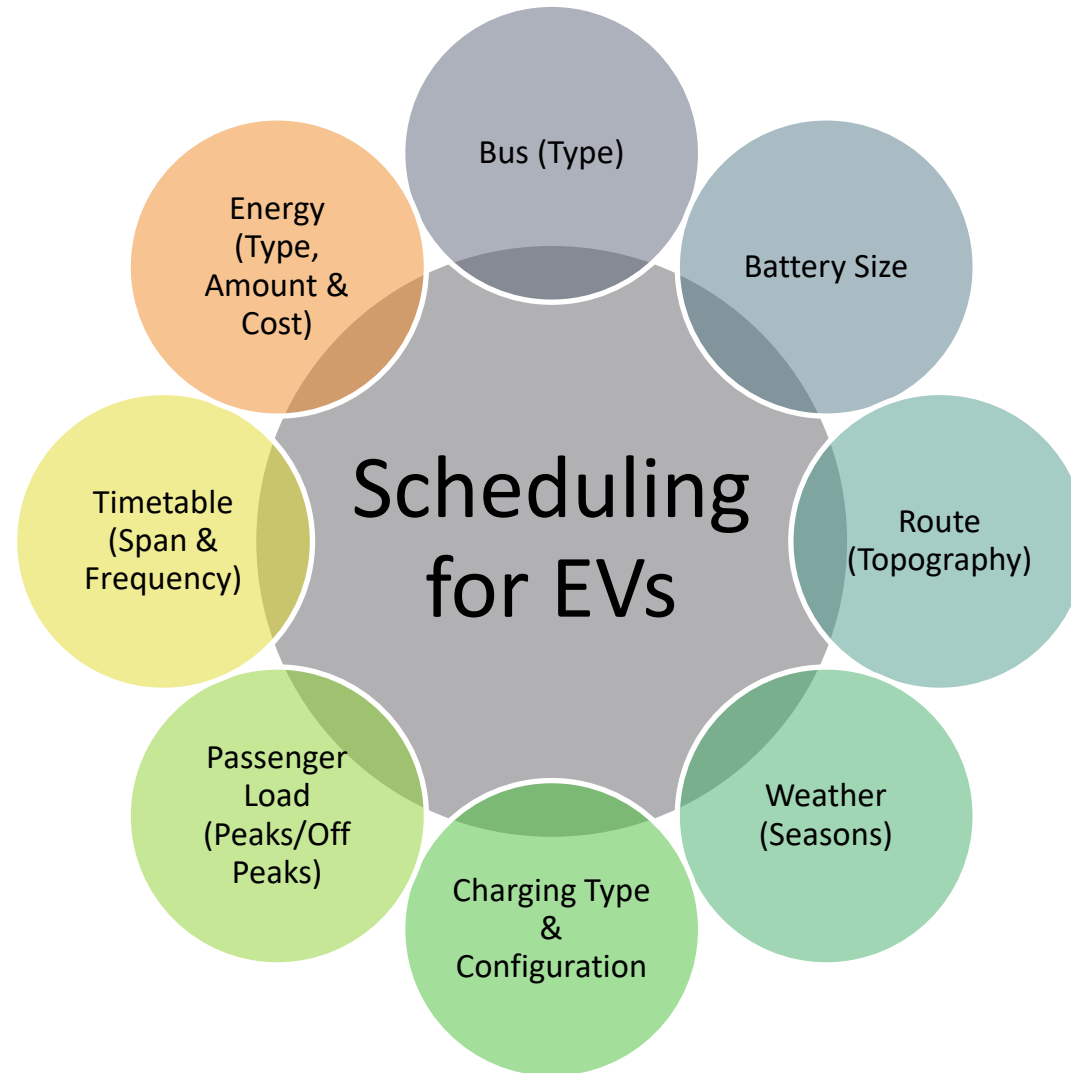 Bus (Type)
Battery Size
Route
(Topography)
Weather
(Seasons)
Charging Type
&
Configuration
Passenger
Load
(Peaks/Off
Peaks)
Timetable
(Span &
Frequency)
Energy
(Type,
Amount &
Cost)
Scheduling
for EVs